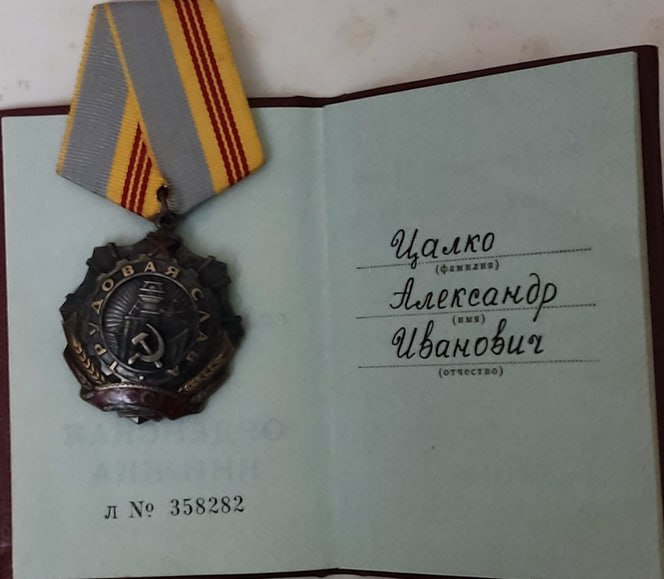 ТРУДОВАЯ СЛАВА
л № 358282
Цалко
(фамилия)
Александр
(имя)
Иванович
(отчество)